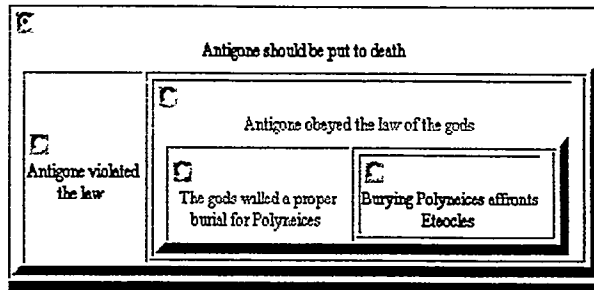 Antigone should be put to death
Antigone obeyed the law of the gods
Antigone violated
the law
The gods willed a proper
burial for Polyneices
Burying Polyneices affronts
Eteocles